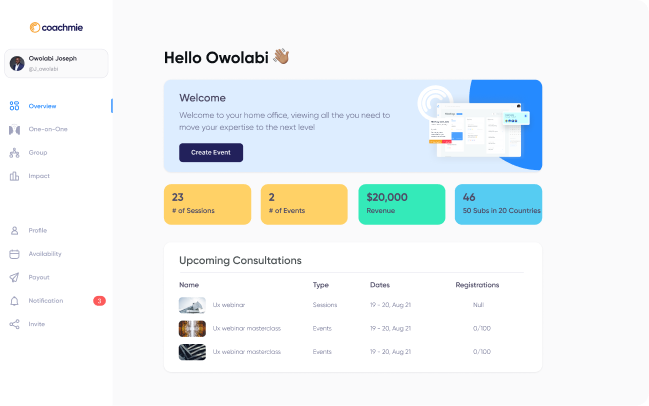 coachmie
Owolabi Joseph
@J_owolabi
Overview
One-on-One
Group
Impact
Profile
Availability
Payout
Notification 3
Invite
Hello Owolabi 👋🏽
Welcome
Welcome to your home office, viewing all the you need to
move your expertise to the next level
Create Event
23
# of Sessions
2
# of Events
$20,000
Revenue
46
50 Subs in 20 Countries
Upcoming Consultations
Name Type Dates Registrations
Ux webinar Sessions 19 - 20, Aug 21 Null
Ux webinar masterclass Events 19 - 20, Aug 21 0/100
Ux webinar masterclass Events 19 - 20, Aug 21 0/100